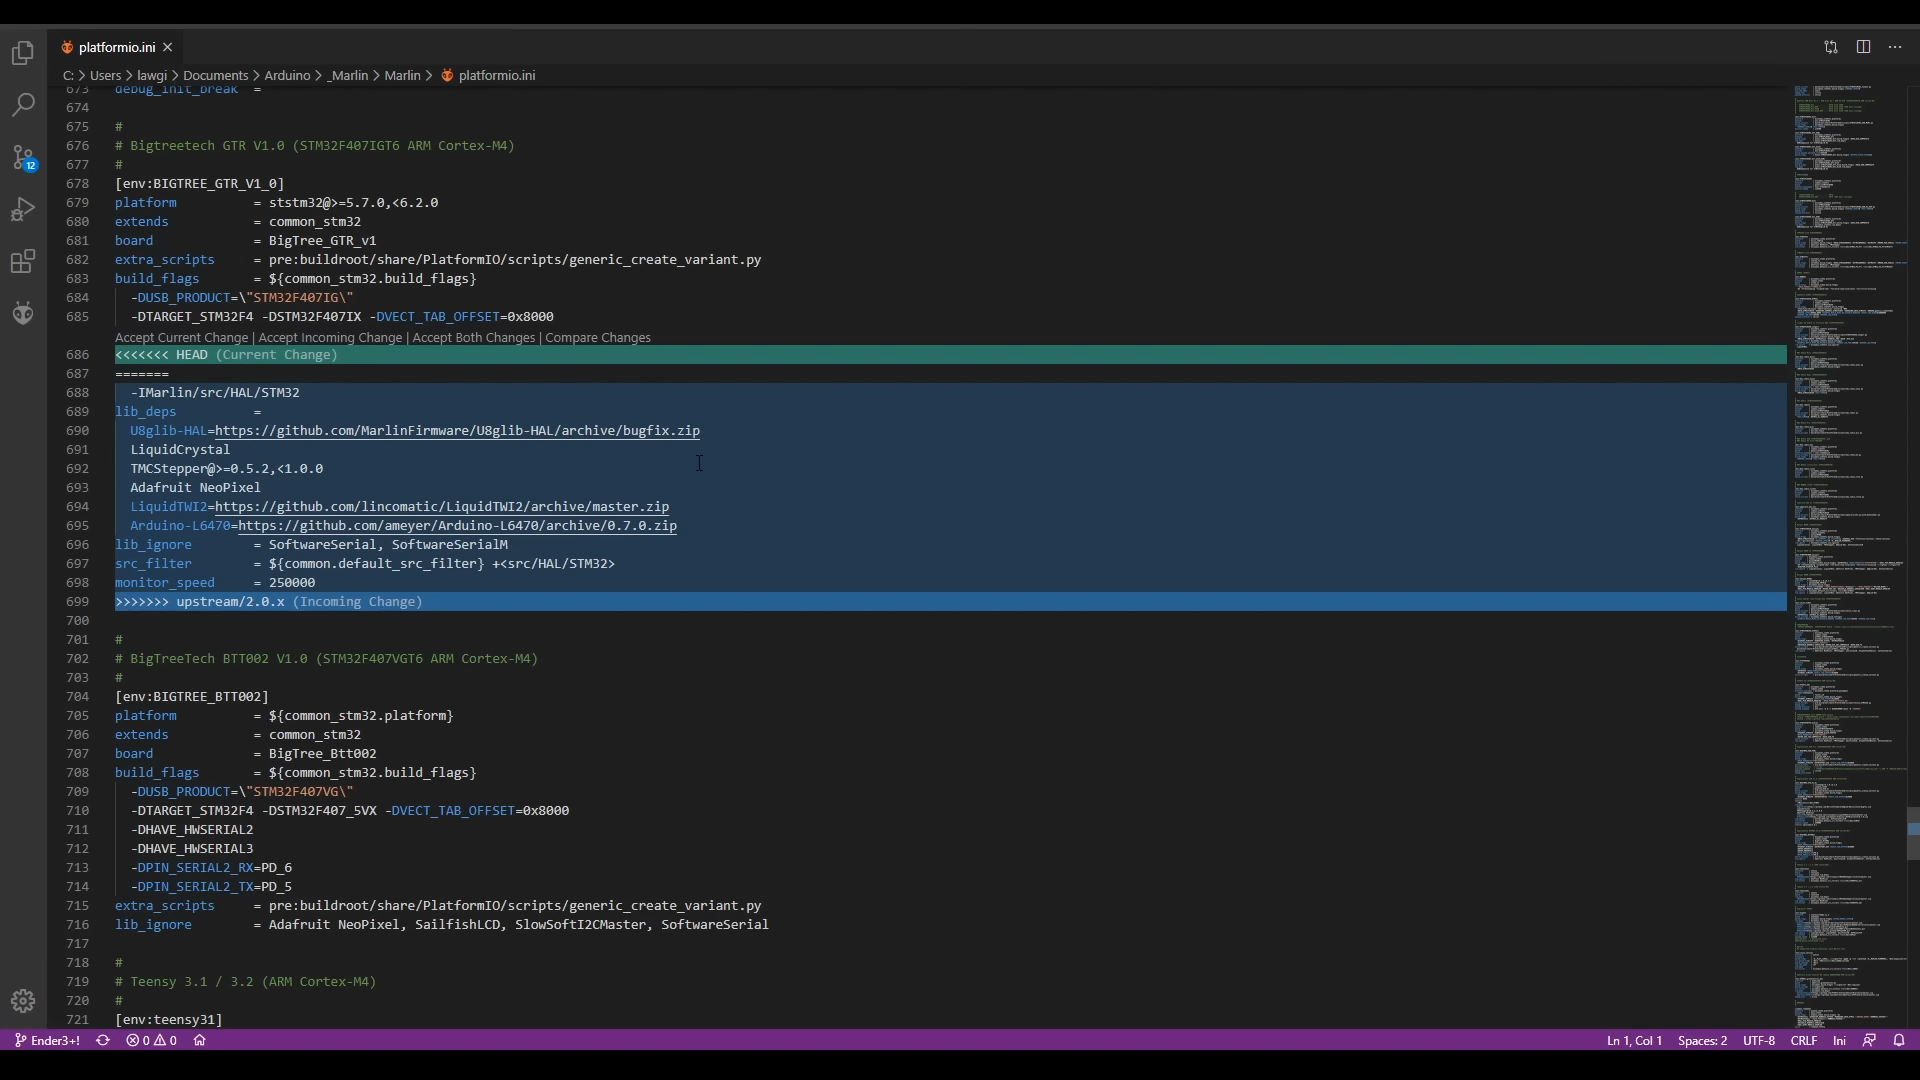 platformio.ini
C: > Users > lawgi > Documents > Arduino > _Marlin > Marlin > platformio.ini
673 debug_init_break =
674
675 #
676 # Bigtreetech GTR V1.0 (STM32F407IGT6 ARM Cortex-M4)
677 #
678 [env:BIGTREE_GTR_V1_0]
679 platform = ststm32@>=5.7.0,<6.2.0
680 extends = common_stm32
681 board = BigTree_GTR_v1
682 extra_scripts = pre:buildroot/share/PlatformIO/scripts/generic_create_variant.py
683 build_flags = ${common_stm32.build_flags}
684 -DUSB_PRODUCT=\"STM32F407IG\"
685 -DTARGET_STM32F4 -DSTM32F407IX -DVECT_TAB_OFFSET=0x8000
Accept Current Change | Accept Incoming Change | Accept Both Changes | Compare Changes
686 <<<<<<< HEAD (Current Change)
687 =======
688 -IMarlin/src/HAL/STM32
689 lib_deps =
690 U8glib-HAL=https://github.com/MarlinFirmware/U8glib-HAL/archive/bugfix.zip
691 LiquidCrystal
692 TMCStepper@>=0.5.2,<1.0.0
693 Adafruit NeoPixel
694 LiquidTWI2=https://github.com/lincomatic/LiquidTWI2/archive/master.zip
695 Arduino-L6470=https://github.com/ameyer/Arduino-L6470/archive/0.7.0.zip
696 lib_ignore = SoftwareSerial, SoftwareSerialM
697 src_filter = ${common.default_src_filter} +<src/HAL/STM32>
698 monitor_speed = 250000
699 >>>>>>> upstream/2.0.x (Incoming Change)
700
701 #
702 # BigTreeTech BTT002 V1.0 (STM32F407VGT6 ARM Cortex-M4)
703 #
704 [env:BIGTREE_BTT002]
705 platform = ${common_stm32.platform}
706 extends = common_stm32
707 board = BigTree_Btt002
708 build_flags = ${common_stm32.build_flags}
709 -DUSB_PRODUCT=\"STM32F407VG\"
710 -DTARGET_STM32F4 -DSTM32F407_5VX -DVECT_TAB_OFFSET=0x8000
711 -DHAVE_HWSERIAL2
712 -DHAVE_HWSERIAL3
713 -DPIN_SERIAL2_RX=PD_6
714 -DPIN_SERIAL2_TX=PD_5
715 extra_scripts = pre:buildroot/share/PlatformIO/scripts/generic_create_variant.py
716 lib_ignore = Adafruit NeoPixel, SailfishLCD, SlowSoftI2CMaster, SoftwareSerial
717
718 #
719 # Teensy 3.1 / 3.2 (ARM Cortex-M4)
720 #
721 [env:teensy31]
12
Ender3+! 0 0 Ln 1, Col 1 Spaces: 2 UTF-8 CRLF Ini